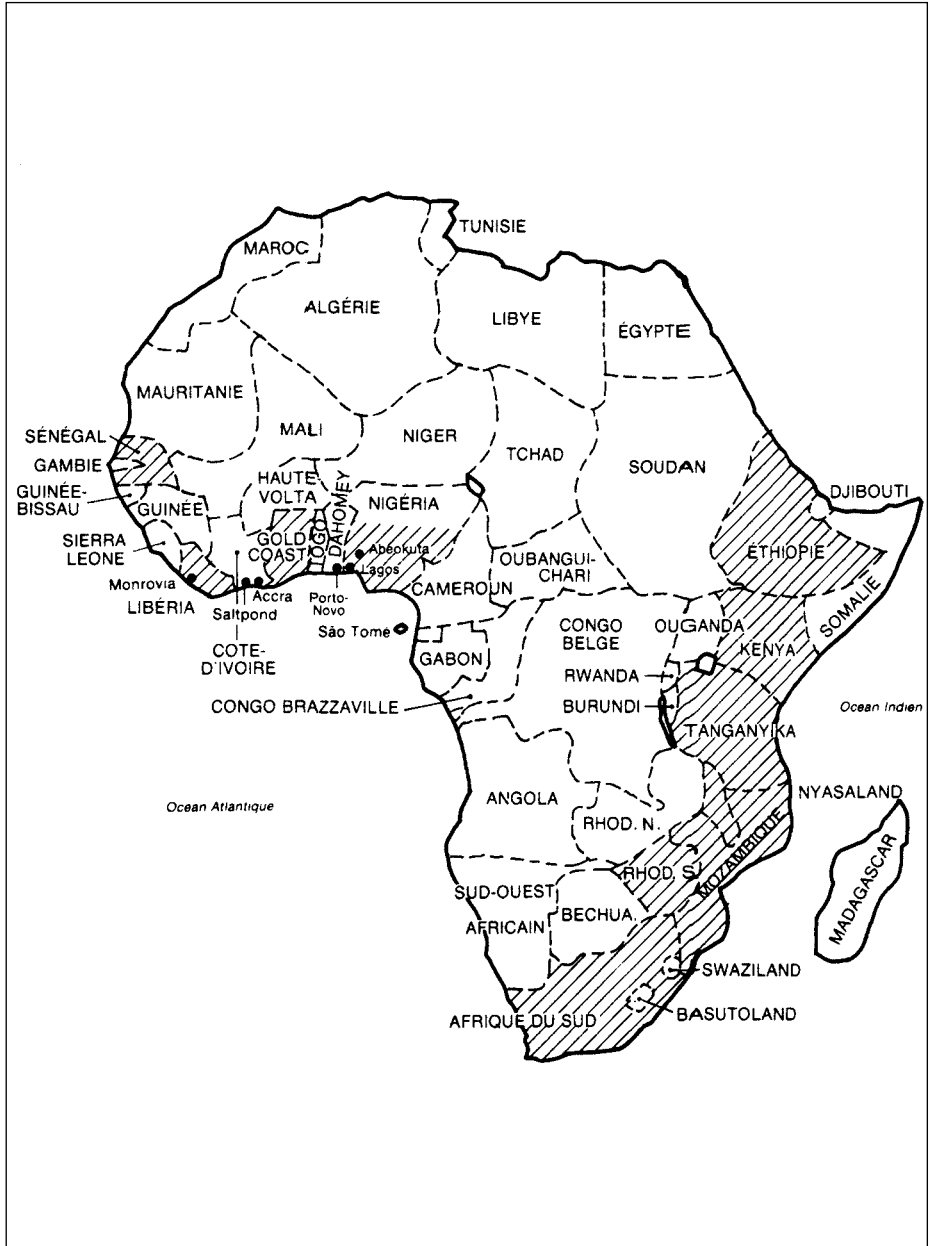 TUNISIE
MAROC
ALGÉRIE
LIBYE
ÉGYPTE
MAURITANIE
MALI
NIGER
TCHAD
SOUDAN
SÉNÉGAL
GAMBIE
GUINÉE-
BISSAU
GUINÉE
HAUTE
VOLTA
DAHOMEY
NIGÉRIA
DJIBOUTI
SIERRA
LEONE
GOLD
COAST
TOGO
Abéokuta
Lagos
OUBANGUI-
CHARI
ÉTHIOPIE
Monrovia
LIBÉRIA
Accra
Saltpond
Porto-
Novo
CAMEROUN
SOMALIE
São Tomé
COTE-
D'IVOIRE
GABON
CONGO
BELGE
OUGANDA
KENYA
RWANDA
CONGO BRAZZAVILLE
BURUNDI
Ocean Indien
TANGANYIKA
Ocean Atlantique
ANGOLA
NYASALAND
RHOD. N.
MOZAMBIQUE
RHOD. S.
MADAGASCAR
SUD-OUEST
AFRICAIN
BECHUA.
SWAZILAND
BASUTOLAND
AFRIQUE DU SUD